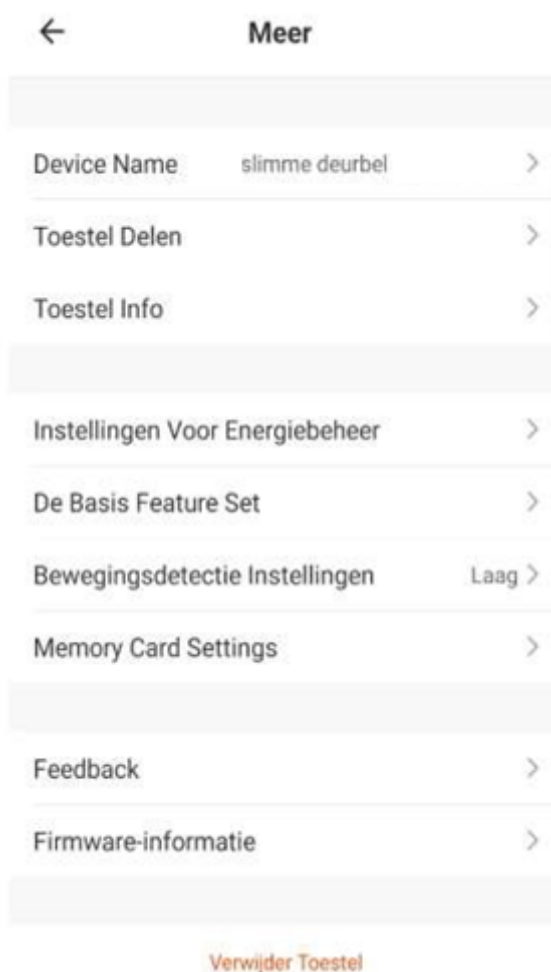 Meer
Device Name slimme deurbel
Toestel Delen
Toestel Info
Instellingen Voor Energiebeheer
De Basis Feature Set
Bewegingsdetectie Instellingen Laag
Memory Card Settings
Feedback
Firmware-informatie
Verwijder Toestel